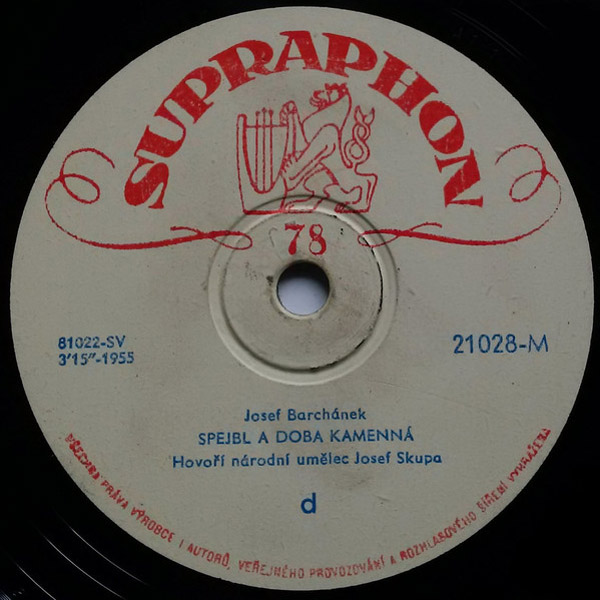 SUPRAPHON
78
81022-SV
3'15"-1955
21028-M
Josef Barchánek
SPEJBL A DOBA KAMENNÁ
Hovoří národní umělec Josef Skupa
d
VŠECHNA PRÁVA VÝROBCE I AUTORŮ, VEŘEJNÉHO PROVOZOVÁNÍ A ROZHLASOVÉHO ŠÍŘENÍ VYHRAŽENA